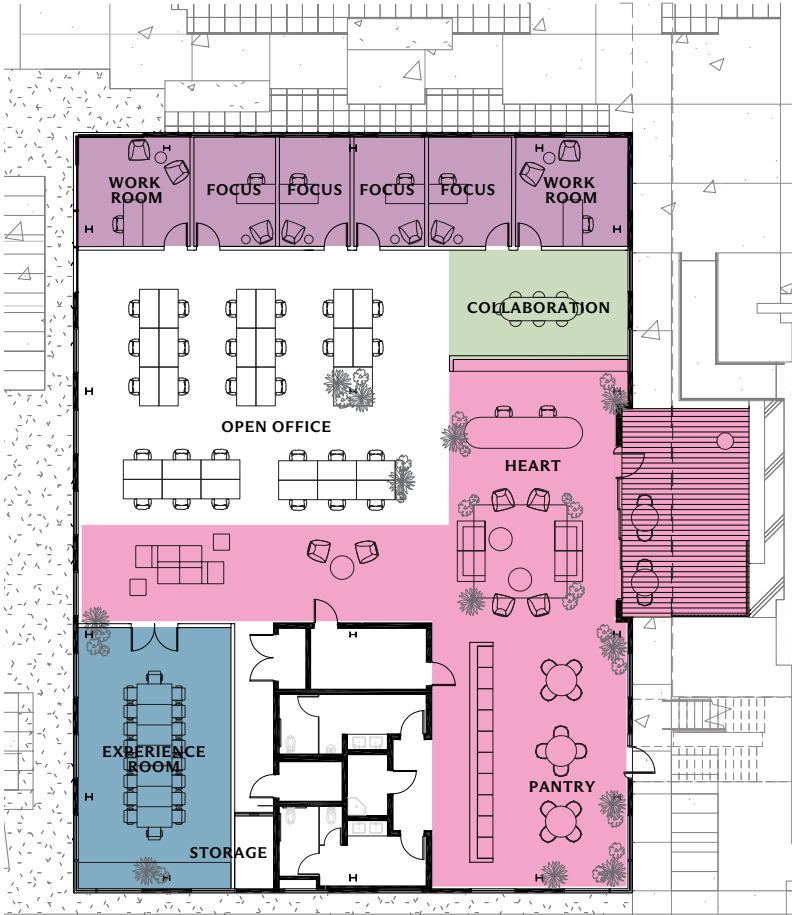 WORK
ROOM
FOCUS
FOCUS
FOCUS
FOCUS
WORK
ROOM
COLLABORATION
OPEN OFFICE
HEART
EXPERIENCE
ROOM
PANTRY
STORAGE